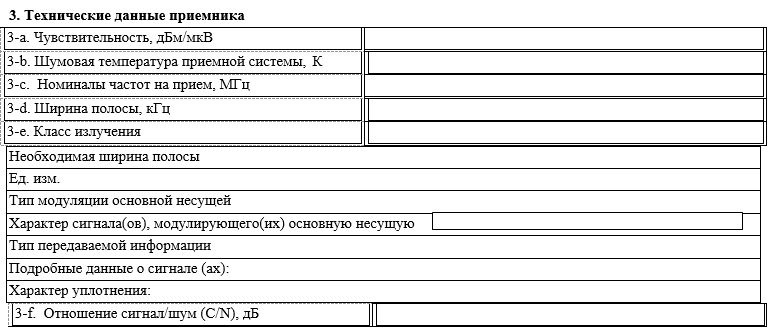 3. Технические данные приемника
3-а. Чувствительность, дБм/мкВ
3-b. Шумовая температура приемной системы, К
3-с. Номиналы частот на прием, МГц
3-d. Ширина полосы, кГц
3-е. Класс излучения
Необходимая ширина полосы
Ед. изм.
Тип модуляции основной несущей
Характер сигнала(ов), модулирующего(их) основную несущую
Тип передаваемой информации
Подробные данные о сигнале (ах):
Характер уплотнения:
3-f. Отношение сигнал/шум (C/N), дБ